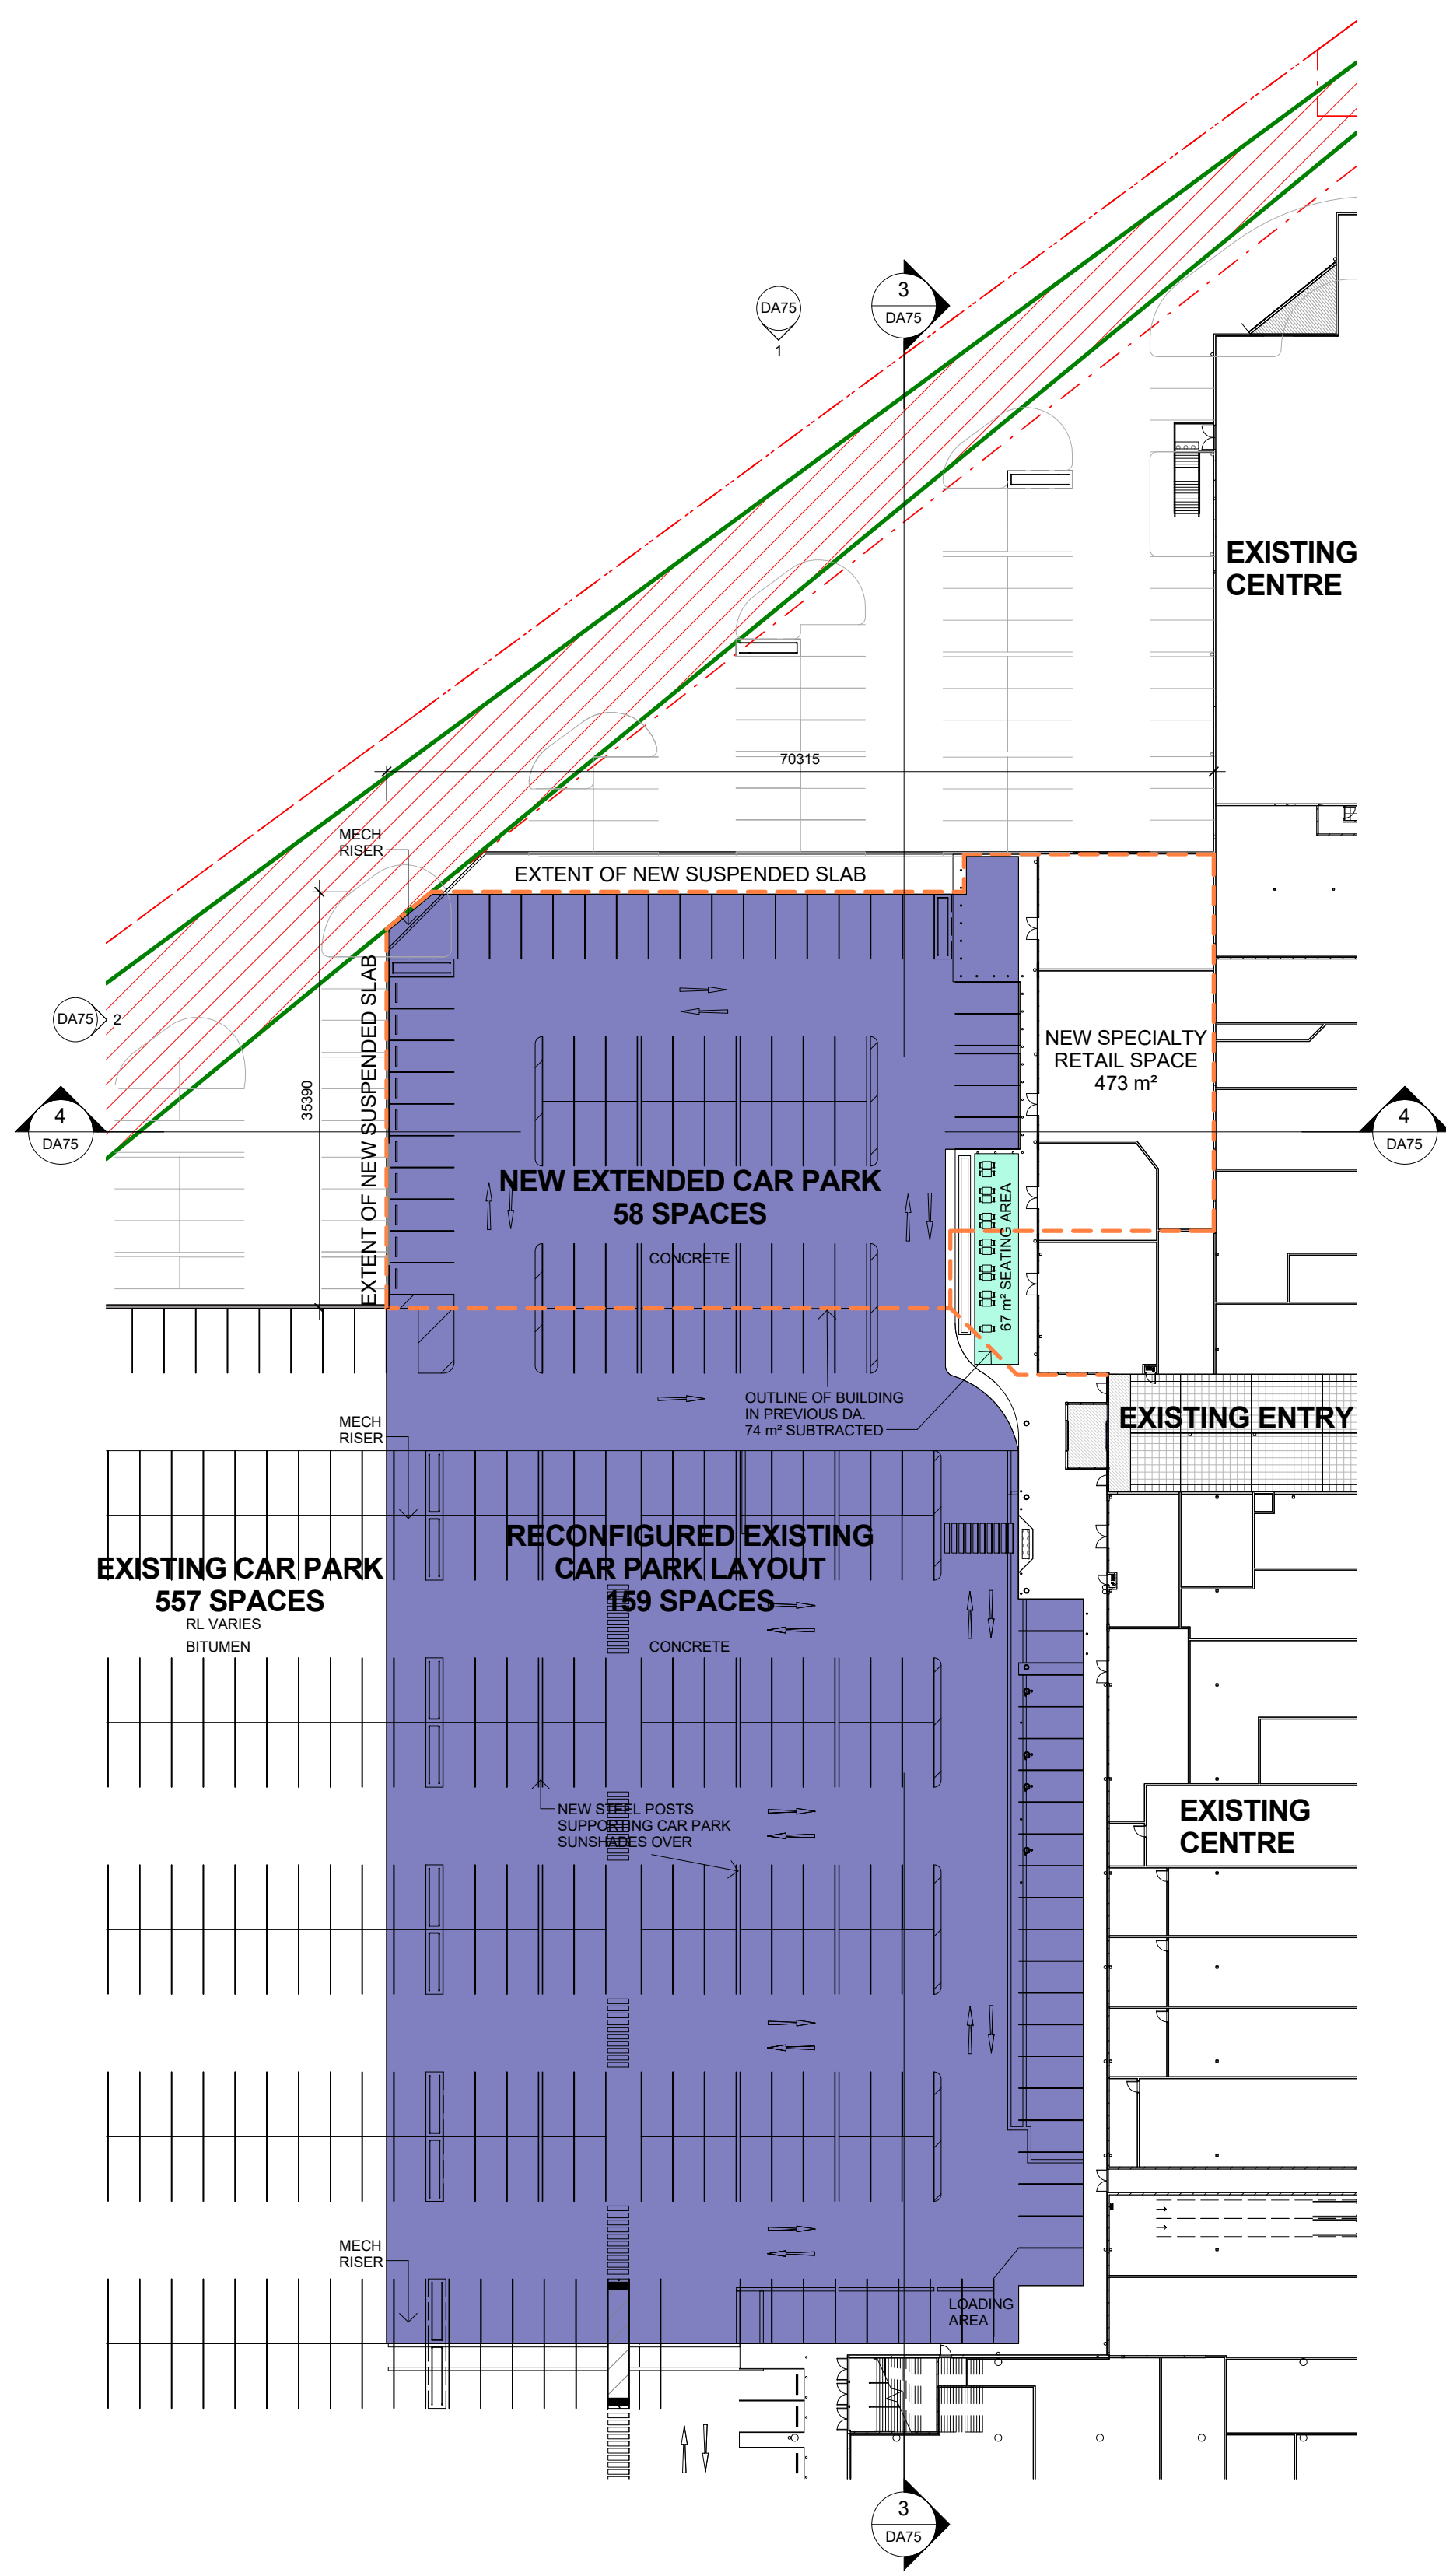 3
DA75
DA75
1
EXISTING
CENTRE
70315
MECH
RISER
EXTENT OF NEW SUSPENDED SLAB
EXTENT OF NEW SUSPENDED SLAB
35390
DA75
2
4
DA75
NEW SPECIALTY
RETAIL SPACE
473 m²
4
DA75
NEW EXTENDED CAR PARK
58 SPACES
CONCRETE
67 m² SEATING AREA
OUTLINE OF BUILDING
IN PREVIOUS DA.
74 m² SUBTRACTED
EXISTING ENTRY
MECH
RISER
EXISTING CAR PARK
557 SPACES
RL VARIES
BITUMEN
RECONFIGURED EXISTING
CAR PARK LAYOUT
159 SPACES
CONCRETE
NEW STEEL POSTS
SUPPORTING CAR PARK
SUNSHADES OVER
EXISTING
CENTRE
MECH
RISER
LOADING
AREA
3
DA75